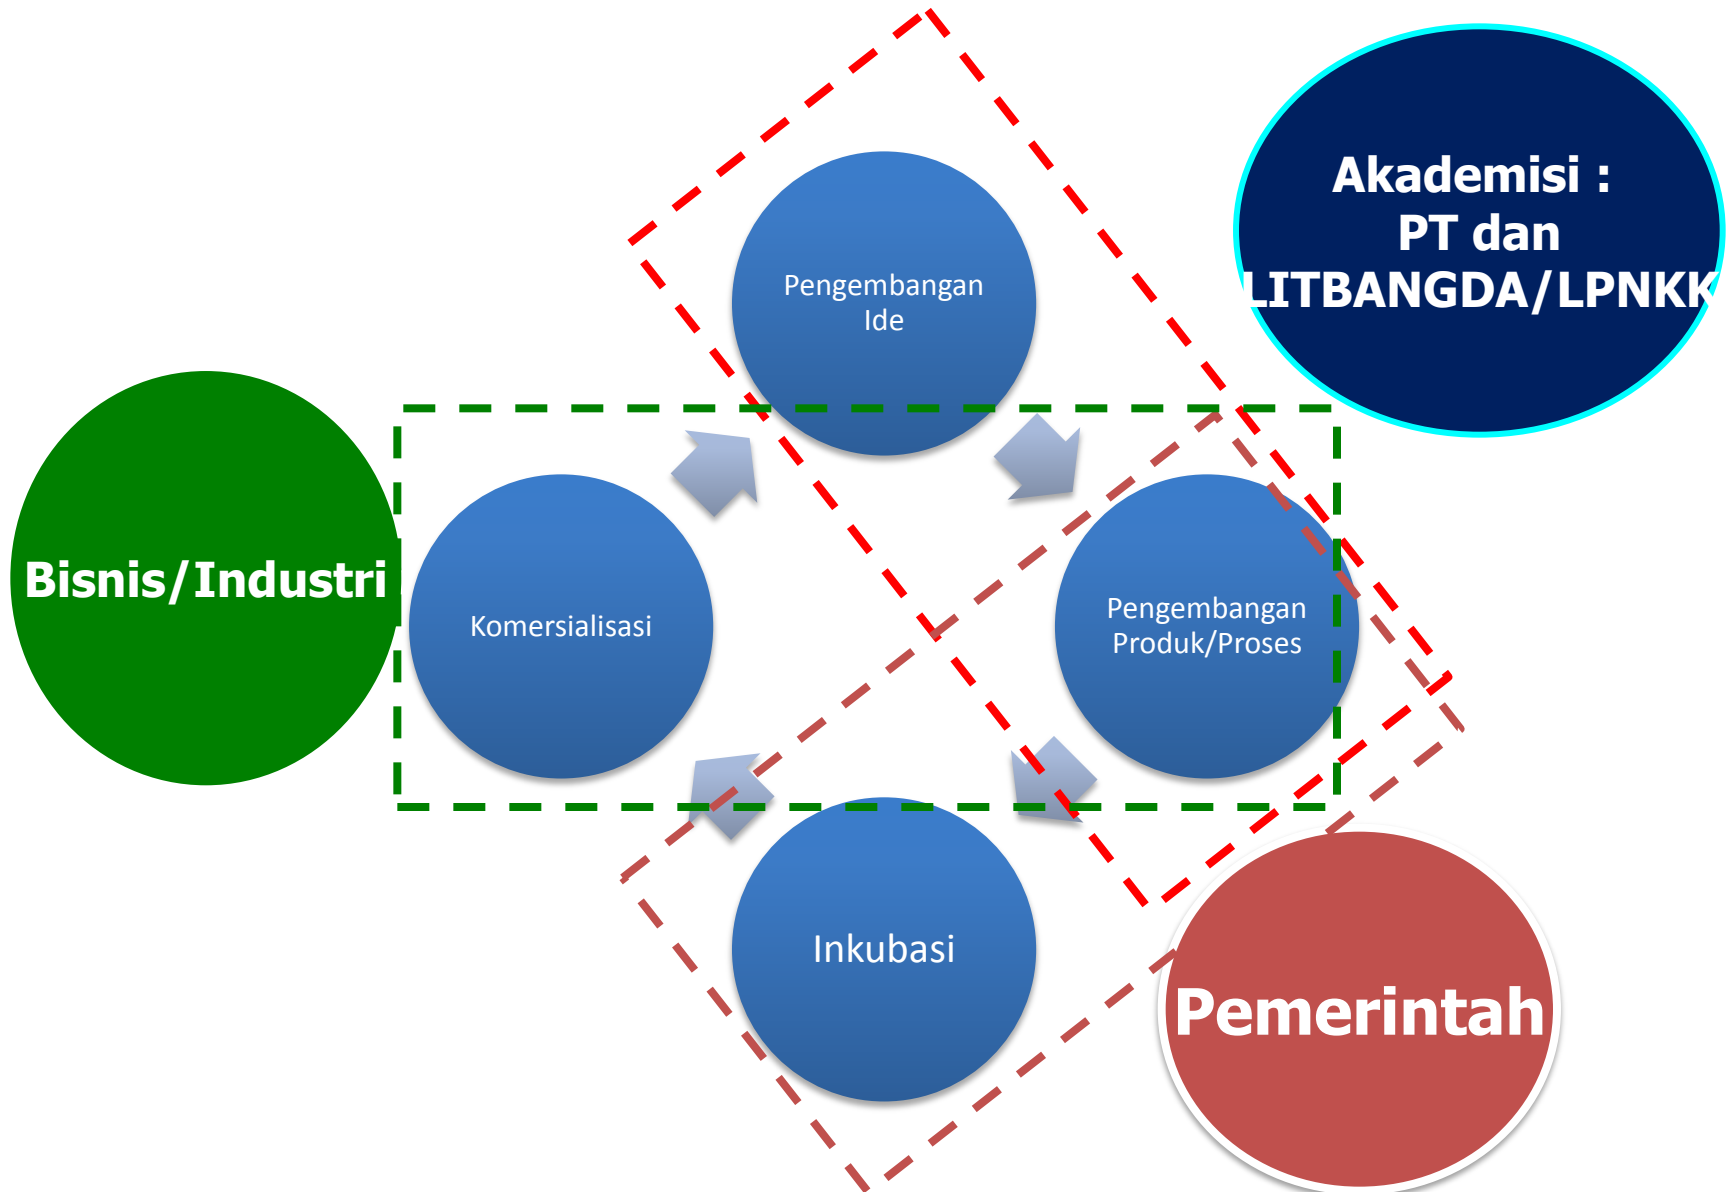 Akademisi :
PT dan
LITBANGDA/LPNKK
Pengembangan
Ide
Bisnis/Industri
Komersialisasi
Pengembangan
Produk/Proses
Inkubasi
Pemerintah